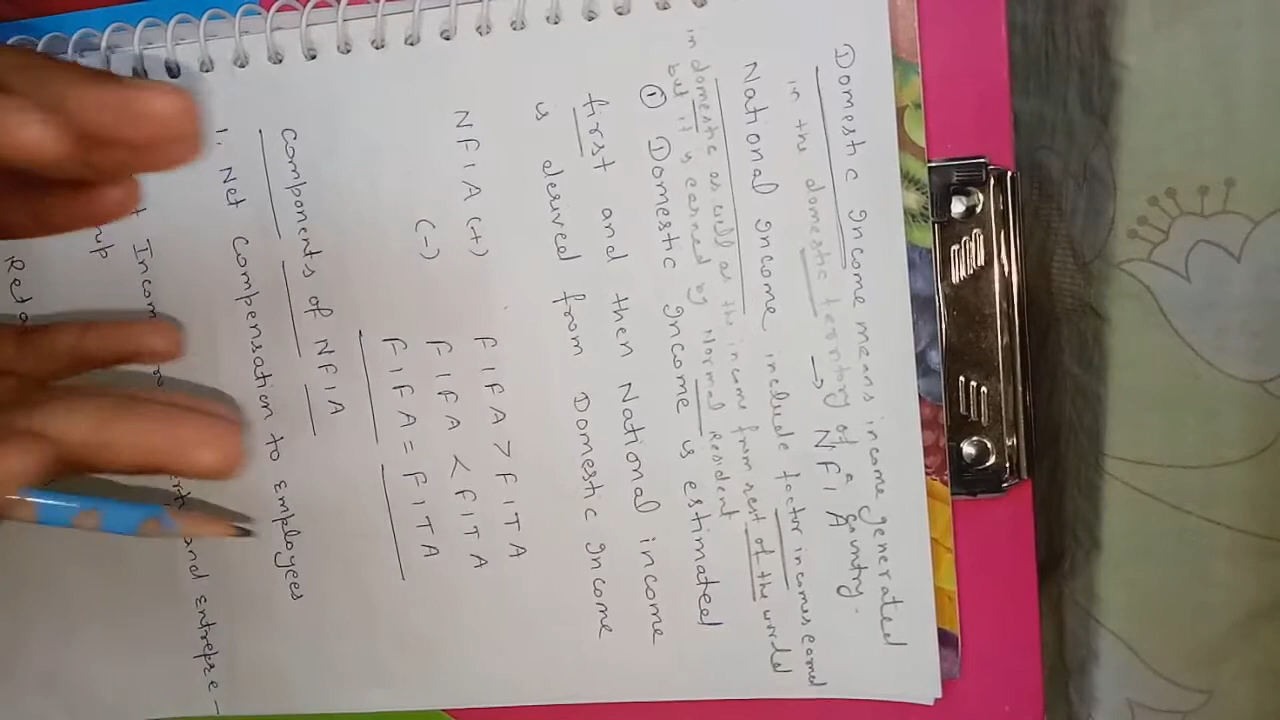 Domestic Income means income generated
in the domestic territory of a country.
→ NFIA
National Income include factor incomes earned
in domestic as well as the income from rest of the world
but it is earned by Normal Resident
① Domestic Income is estimated
first and then National income
is derived from Domestic Income
NFIA (+) FIFA > FITA
(-) FIFA < FITA
FIFA = FITA
Components of NFIA
1. Net Compensation to Employees
t Incom and Entrepre-
Reta